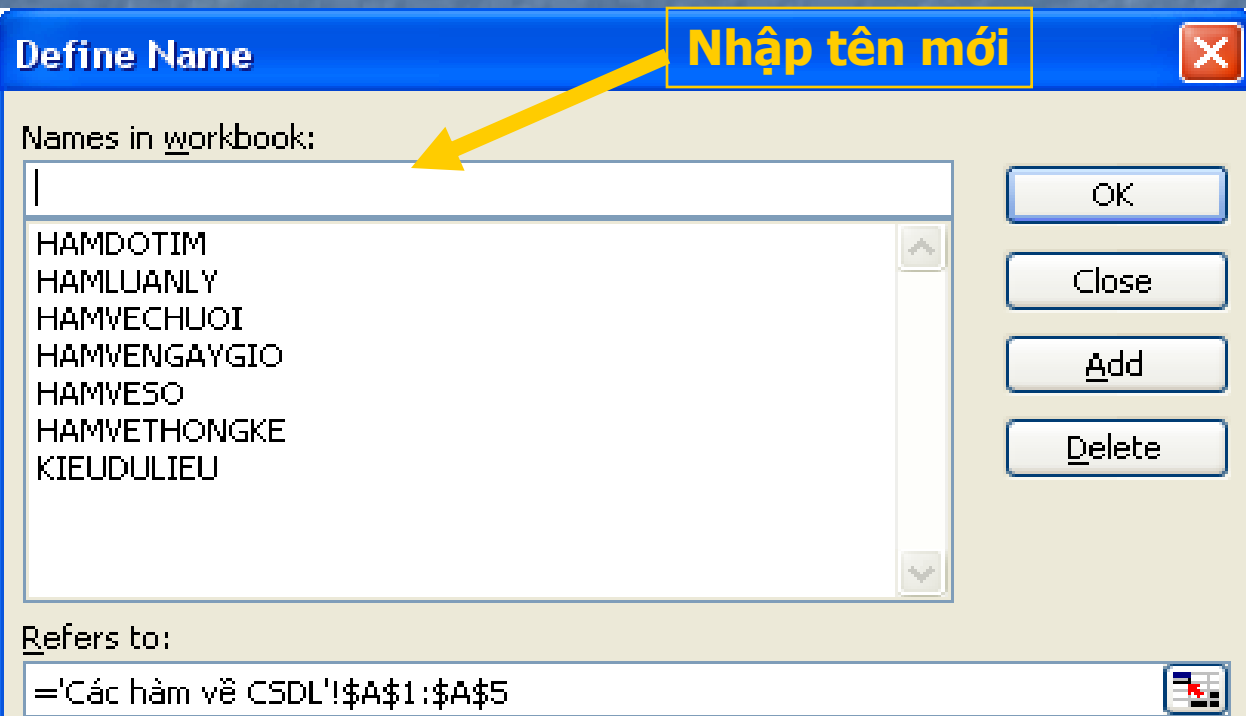 Define Name
Nhập tên mới
Names in workbook:
HAMDOTIM
HAMLUANLY
HAMVECHUOI
HAMVENGAYGIO
HAMVESO
HAMVETHONGKE
KIEUDULIEU
OK
Close
Add
Delete
Refers to:
='Các hàm về CSDL'!$A$1:$A$5